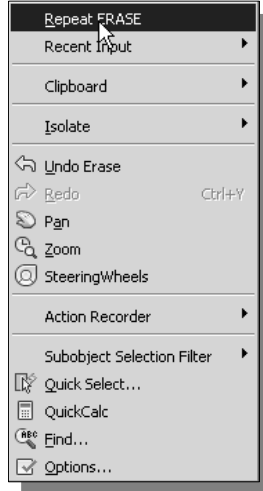 Repeat ERASE
Recent Input
Clipboard
Isolate
Undo Erase
Redo Ctrl+Y
Pan
Zoom
SteeringWheels
Action Recorder
Subobject Selection Filter
Quick Select...
QuickCalc
ABC Find...
Options...